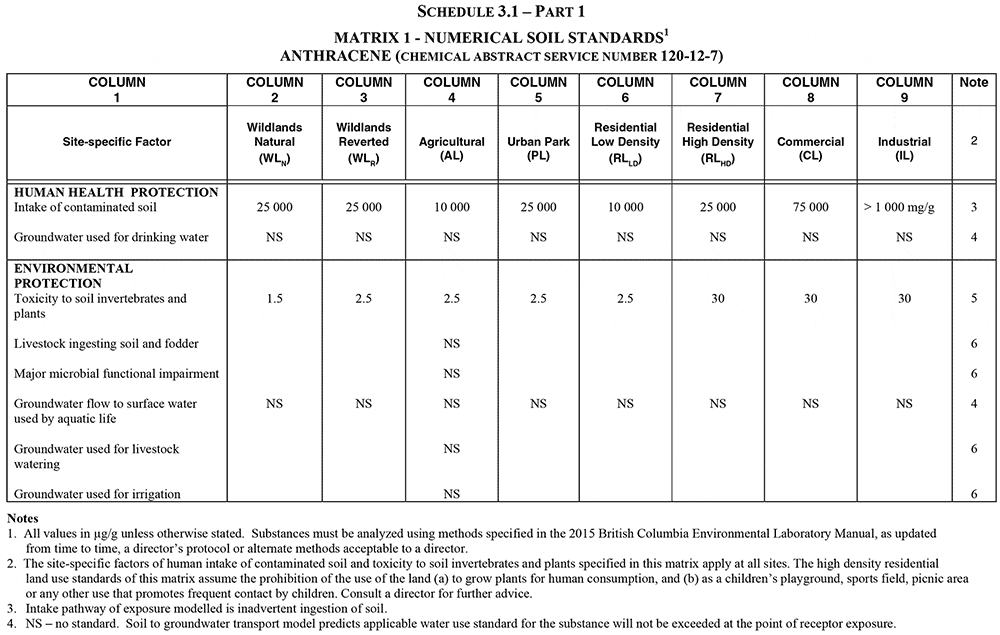 SCHEDULE 3.1 – PART 1
MATRIX 1 - NUMERICAL SOIL STANDARDS1
ANTHRACENE (CHEMICAL ABSTRACT SERVICE NUMBER 120-12-7)
COLUMN 1 COLUMN 2 COLUMN 3 COLUMN 4 COLUMN 5 COLUMN 6 COLUMN 7 COLUMN 8 COLUMN 9 Note
Site-specific Factor Wildlands Natural (WLN) Wildlands Reverted (WLR) Agricultural (AL) Urban Park (PL) Residential Low Density (RLLD) Residential High Density (RLHD) Commercial (CL) Industrial (IL) 2
HUMAN HEALTH PROTECTION
Intake of contaminated soil 25 000 25 000 10 000 25 000 10 000 25 000 75 000 > 1 000 mg/g 3
Groundwater used for drinking water NS NS NS NS NS NS NS NS 4
ENVIRONMENTAL
PROTECTION
Toxicity to soil invertebrates and 1.5 2.5 2.5 2.5 2.5 30 30 30 5
plants
Livestock ingesting soil and fodder NS 6
Major microbial functional impairment NS 6
Groundwater flow to surface water NS NS NS NS NS NS NS NS 4
used by aquatic life
Groundwater used for livestock NS 6
watering
Groundwater used for irrigation NS 6
Notes
1. All values in µg/g unless otherwise stated. Substances must be analyzed using methods specified in the 2015 British Columbia Environmental Laboratory Manual, as updated
from time to time, a director's protocol or alternate methods acceptable to a director.
2. The site-specific factors of human intake of contaminated soil and toxicity to soil invertebrates and plants specified in this matrix apply at all sites. The high density residential
land use standards of this matrix assume the prohibition of the use of the land (a) to grow plants for human consumption, and (b) as a children's playground, sports field, picnic area
or any other use that promotes frequent contact by children. Consult a director for further advice.
3. Intake pathway of exposure modelled is inadvertent ingestion of soil.
4. NS – no standard. Soil to groundwater transport model predicts applicable water use standard for the substance will not be exceeded at the point of receptor exposure.